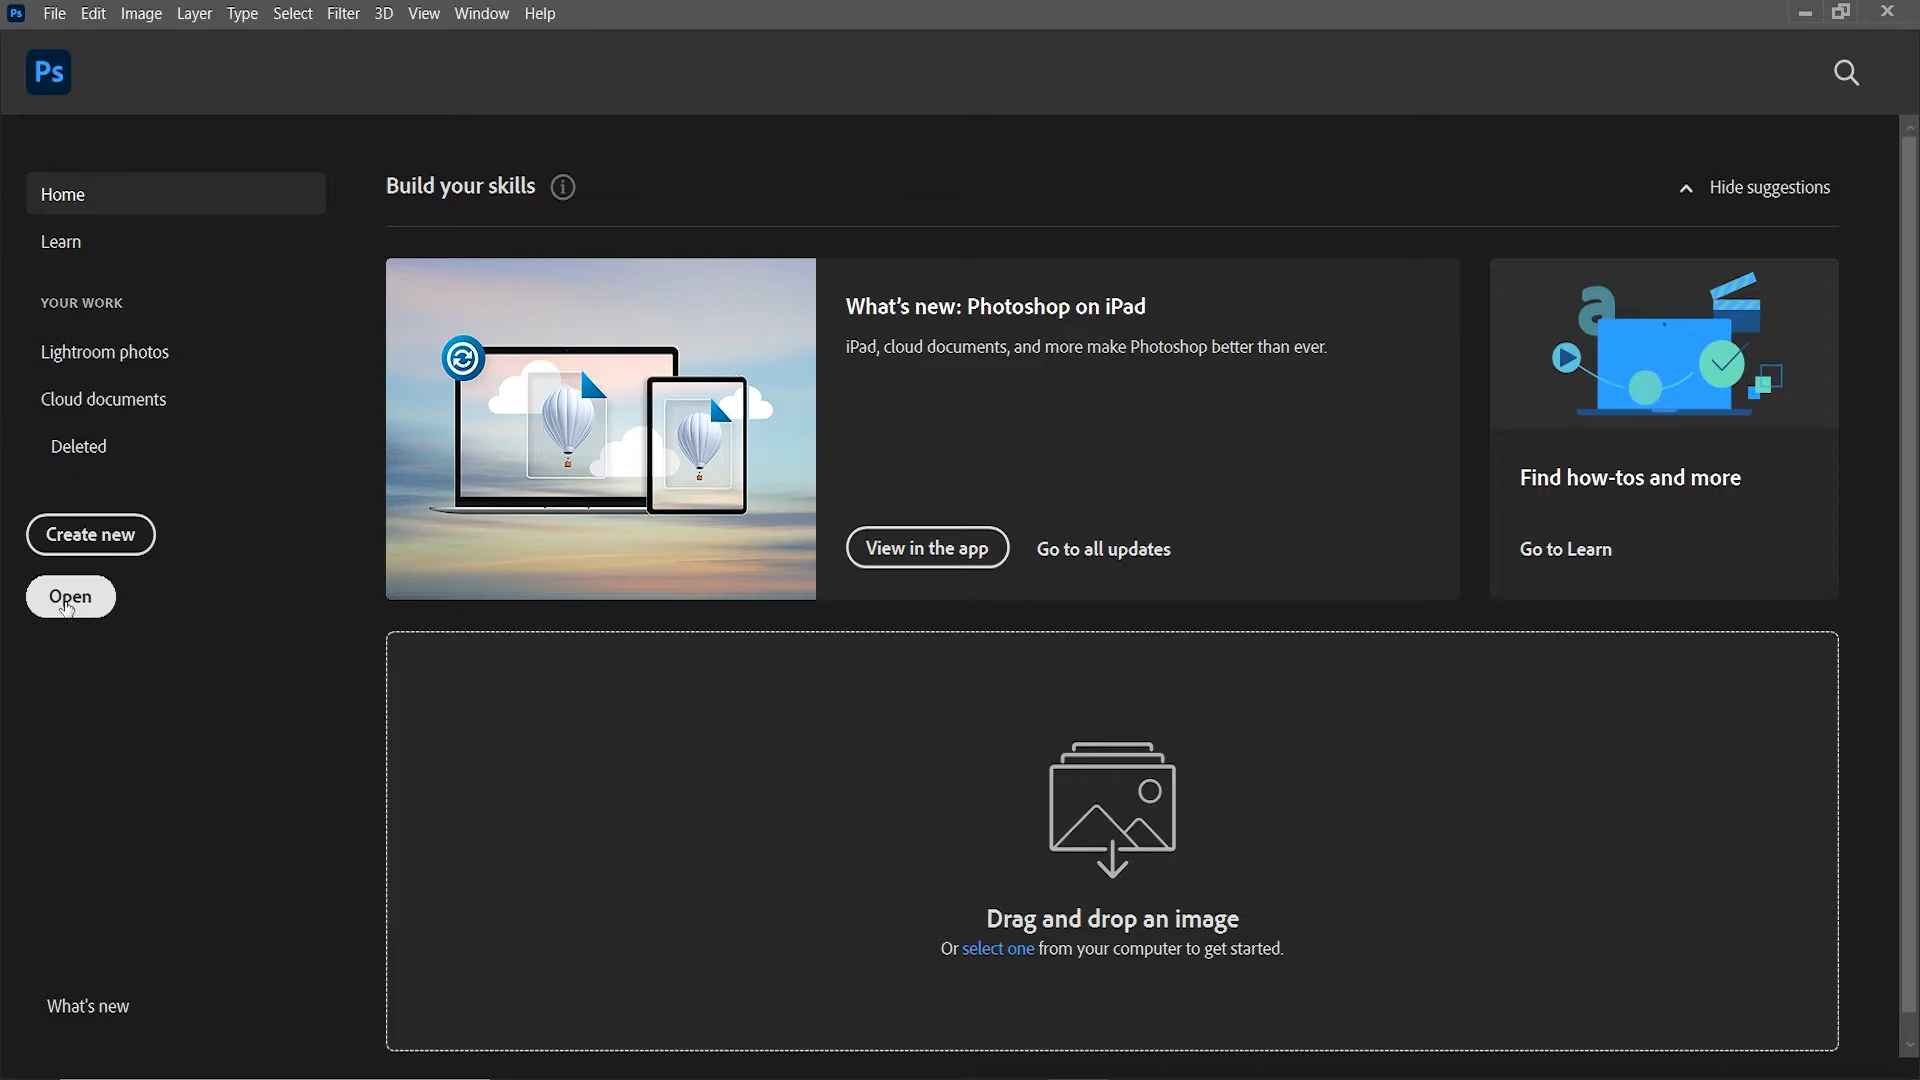 Ps File Edit Image Layer Type Select Filter 3D View Window Help
Ps
Home
Learn
YOUR WORK
Lightroom photos
Cloud documents
Deleted
Create new
Open
What's new
Build your skills
Hide suggestions
What's new: Photoshop on iPad
iPad, cloud documents, and more make Photoshop better than ever.
View in the app Go to all updates
a
Find how-tos and more
Go to Learn
Drag and drop an image
Or select one from your computer to get started.